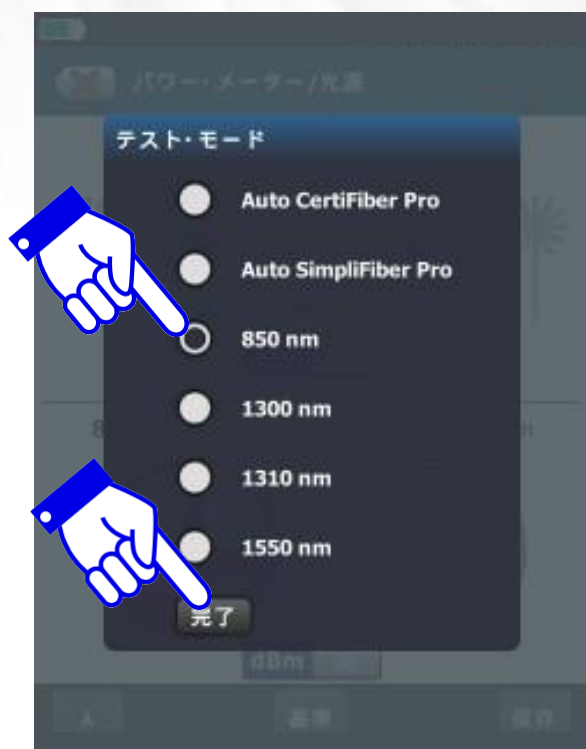 パワー・メーター/光源
テスト・モード
Auto CertiFiber Pro
Auto SimpliFiber Pro
850 nm
1300 nm
1310 nm
1550 nm
完了
dBm
λ 基準 保存